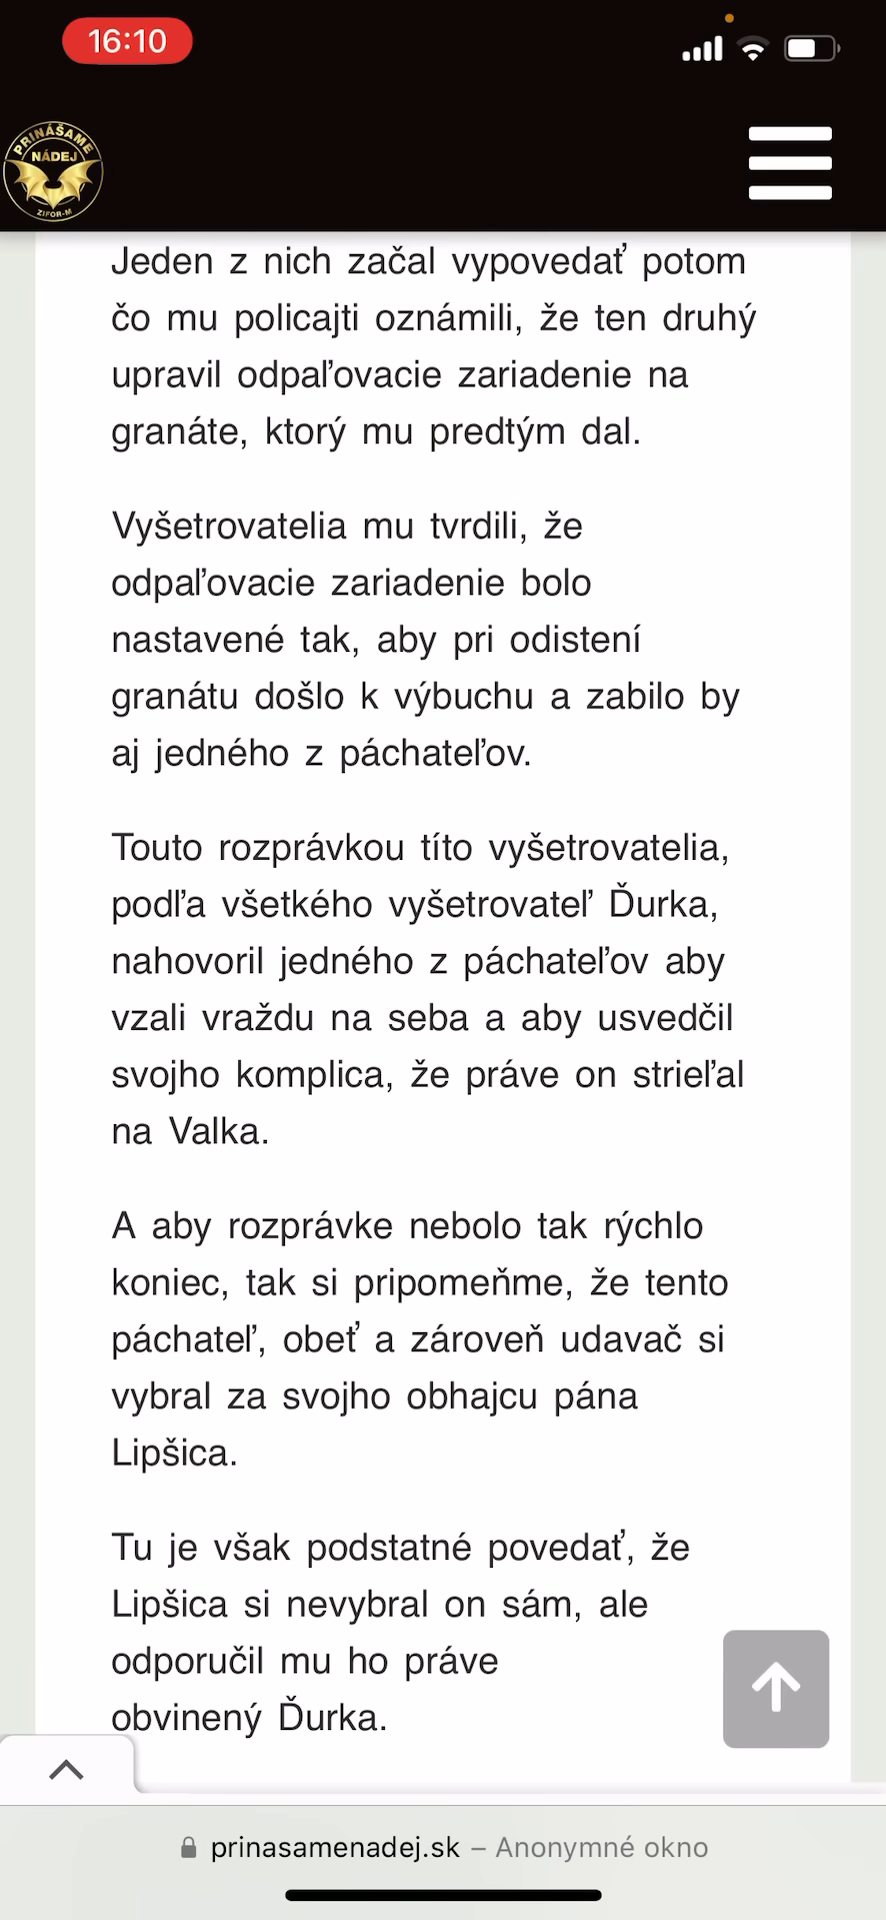 16:10
PRINÁŠAME
NÁDEJ
ZIFOR-M
Jeden z nich začal vypovedať potom
čo mu policajti oznámili, že ten druhý
upravil odpaľovacie zariadenie na
granáte, ktorý mu predtým dal.
Vyšetrovatelia mu tvrdili, že
odpaľovacie zariadenie bolo
nastavené tak, aby pri odistení
granátu došlo k výbuchu a zabilo by
aj jedného z páchateľov.
Touto rozprávkou títo vyšetrovatelia,
podľa všetkého vyšetrovateľ Ďurka,
nahovoril jedného z páchateľov aby
vzali vraždu na seba a aby usvedčil
svojho komplica, že práve on strieľal
na Valka.
A aby rozprávke nebolo tak rýchlo
koniec, tak si pripomeňme, že tento
páchateľ, obeť a zároveň udavač si
vybral za svojho obhajcu pána
Lipšica.
Tu je však podstatné povedať, že
Lipšica si nevybral on sám, ale
odporučil mu ho práve
obvinený Ďurka.
prinasamenadej.sk – Anonymné okno